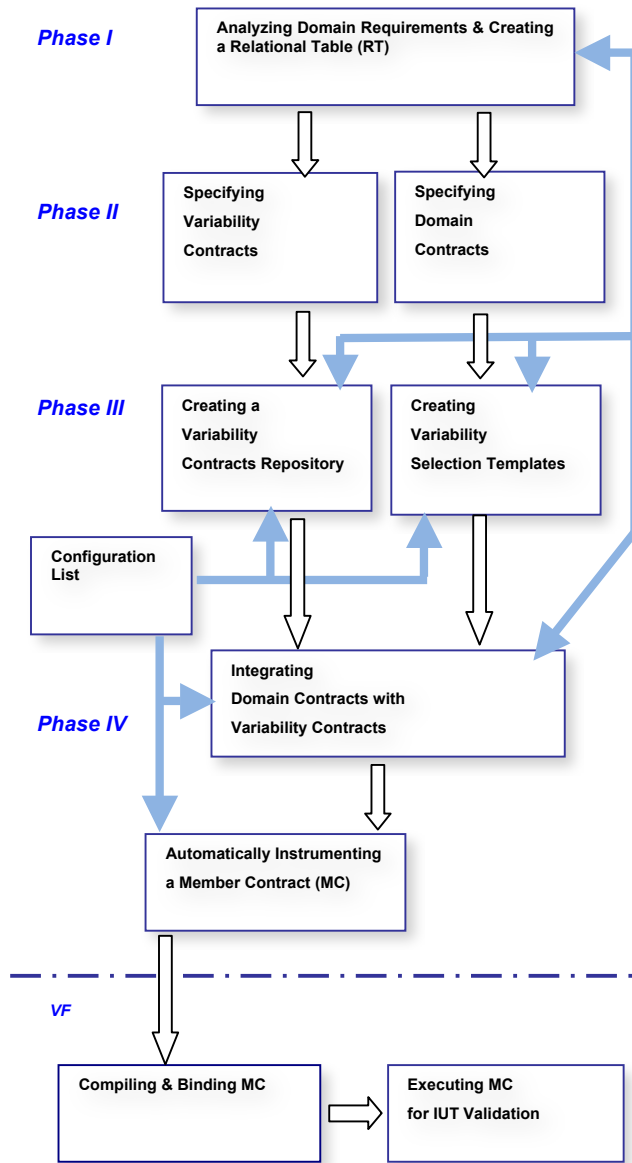 Phase I
Analyzing Domain Requirements & Creating
a Relational Table (RT)
Phase II
Specifying
Variability
Contracts
Specifying
Domain
Contracts
Phase III
Creating a
Variability
Contracts Repository
Creating
Variability
Selection Templates
Configuration
List
Phase IV
Integrating
Domain Contracts with
Variability Contracts
Automatically Instrumenting
a Member Contract (MC)
VF
Compiling & Binding MC
Executing MC
for IUT Validation